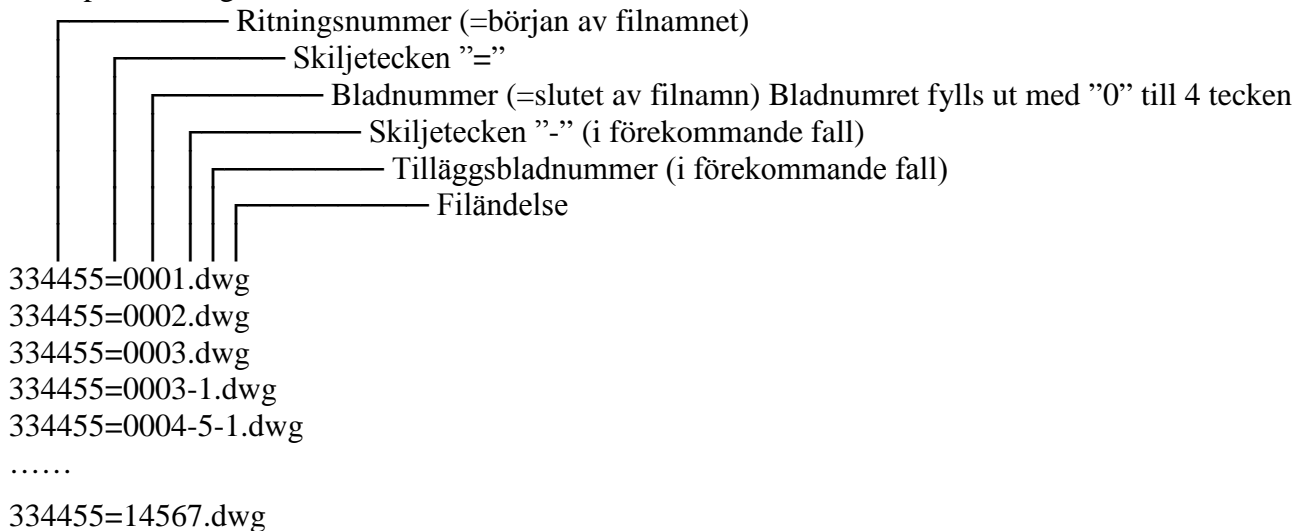 Ritningsnummer (=början av filnamnet)
Skiljetecken ”=”
Bladnummer (=slutet av filnamn) Bladnumret fylls ut med ”0” till 4 tecken
Skiljetecken ”-” (i förekommande fall)
Tilläggsbladnummer (i förekommande fall)
Filändelse
334455=0001.dwg
334455=0002.dwg
334455=0003.dwg
334455=0003-1.dwg
334455=0004-5-1.dwg
……
334455=14567.dwg